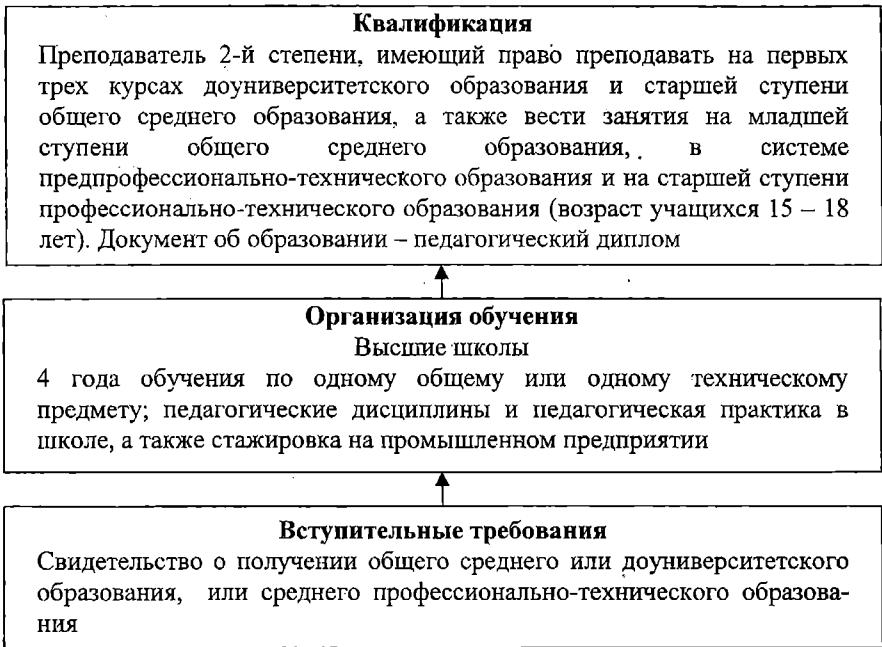 Квалификация
Преподаватель 2-й степени, имеющий право преподавать на первых
трех курсах доуниверситетского образования и старшей ступени
общего среднего образования, а также вести занятия на младшей
ступени общего среднего образования, в системе
предпрофессионально-технического образования и на старшей ступени
профессионально-технического образования (возраст учащихся 15 – 18
лет). Документ об образовании – педагогический диплом
Организация обучения
Высшие школы
4 года обучения по одному общему или одному техническому
предмету; педагогические дисциплины и педагогическая практика в
школе, а также стажировка на промышленном предприятии
Вступительные требования
Свидетельство о получении общего среднего или доуниверситетского
образования, или среднего профессионально-технического образова-
ния